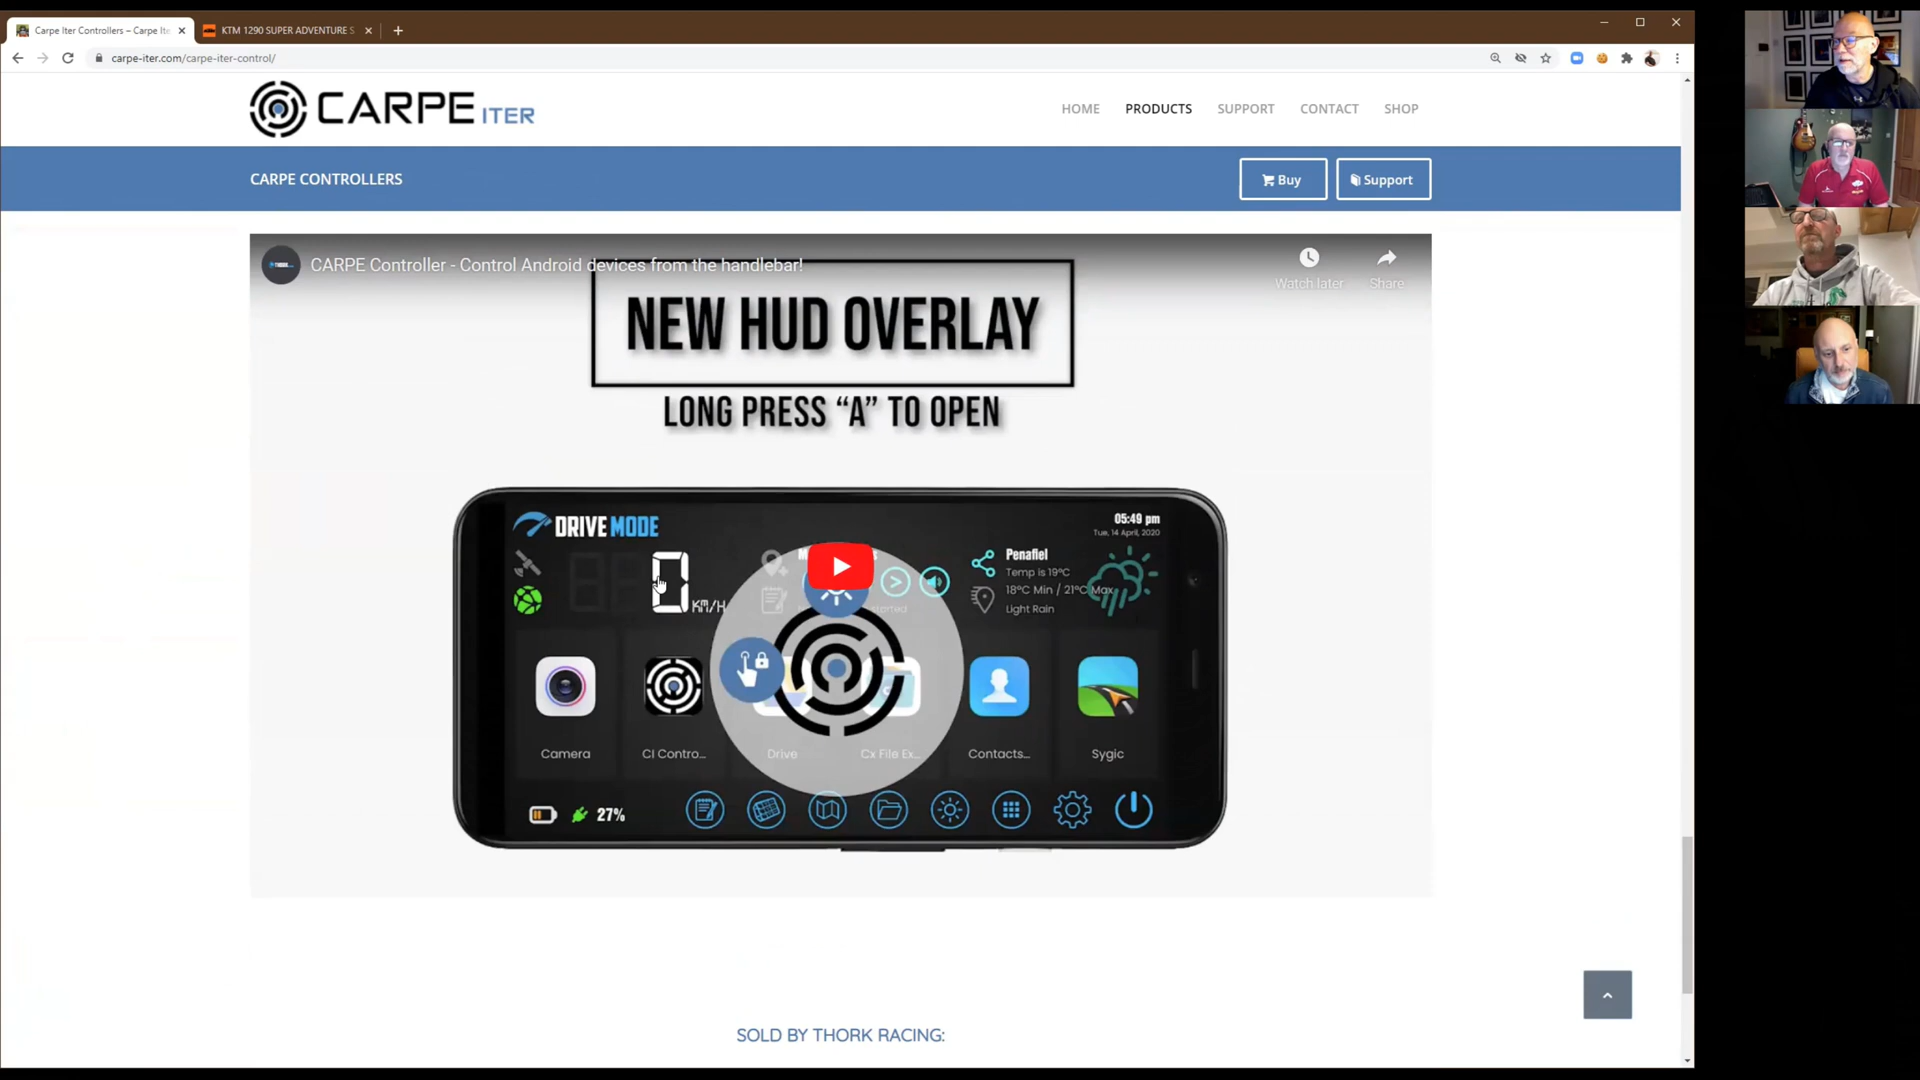 Carpe Iter Controllers – Carpe Ite
KTM 1290 SUPER ADVENTURE S
carpe-iter.com/carpe-iter-control/
CARPE ITER
HOME PRODUCTS SUPPORT CONTACT SHOP
CARPE CONTROLLERS
Buy
Support
CARPE Controller - Control Android devices from the handlebar!
Watch later
Share
NEW HUD OVERLAY
LONG PRESS “A” TO OPEN
DRIVE MODE
05:49 pm
Tue, 14 April, 2020
0 KM/H
Penafiel
Temp is 19°C
18°C Min / 21°C Max
Light Rain
Camera
CI Contro...
Drive
Cx File Ex...
Contacts...
Sygic
27%
SOLD BY THORK RACING: